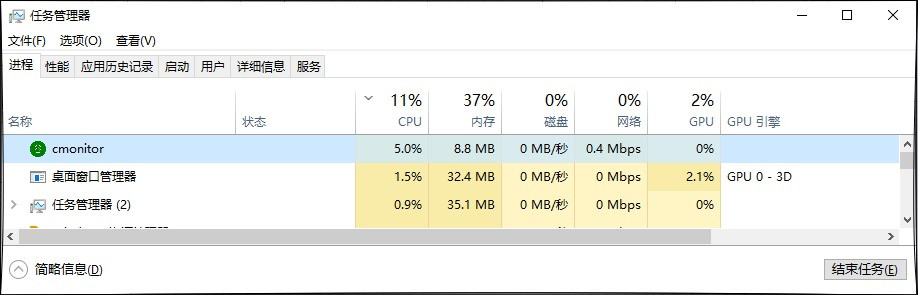 任务管理器
文件(F) 选项(O) 查看(V)
进程 性能 应用历史记录 启动 用户 详细信息 服务
11% 37% 0% 0% 2%
名称 状态 CPU 内存 磁盘 网络 GPU GPU 引擎
cmonitor 5.0% 8.8 MB 0 MB/秒 0.4 Mbps 0%
桌面窗口管理器 1.5% 32.4 MB 0 MB/秒 0 Mbps 2.1% GPU 0 - 3D
任务管理器 (2) 0.9% 35.1 MB 0 MB/秒 0 Mbps 0%
简略信息(D) 结束任务(E)